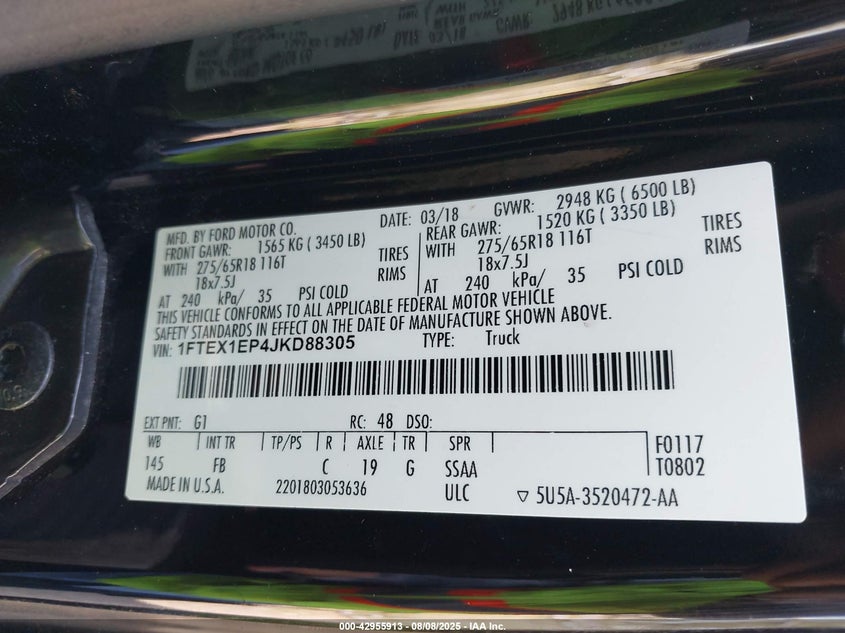 MFD. BY FORD MOTOR CO. DATE: 03/18 GVWR: 2948 KG ( 6500 LB)
FRONT GAWR: 1565 KG ( 3450 LB) REAR GAWR: 1520 KG ( 3350 LB)
WITH 275/65R18 116T TIRES WITH 275/65R18 116T TIRES
18x7.5J RIMS 18x7.5J RIMS
AT 240 kPa/ 35 PSI COLD AT 240 kPa/ 35 PSI COLD
THIS VEHICLE CONFORMS TO ALL APPLICABLE FEDERAL MOTOR VEHICLE
SAFETY STANDARDS IN EFFECT ON THE DATE OF MANUFACTURE SHOWN ABOVE.
VIN: 1FTEX1EP4JKD88305 TYPE: Truck
EXT PNT: G1 RC: 48 DSO:
WB INT TR TP/PS R AXLE TR SPR F0117
145 FB C 19 G SSAA T0802
MADE IN U.S.A. 2201803053636 ULC ▽ 5U5A-3520472-AA
000-42955913 - 08/08/2025 - IAA Inc.